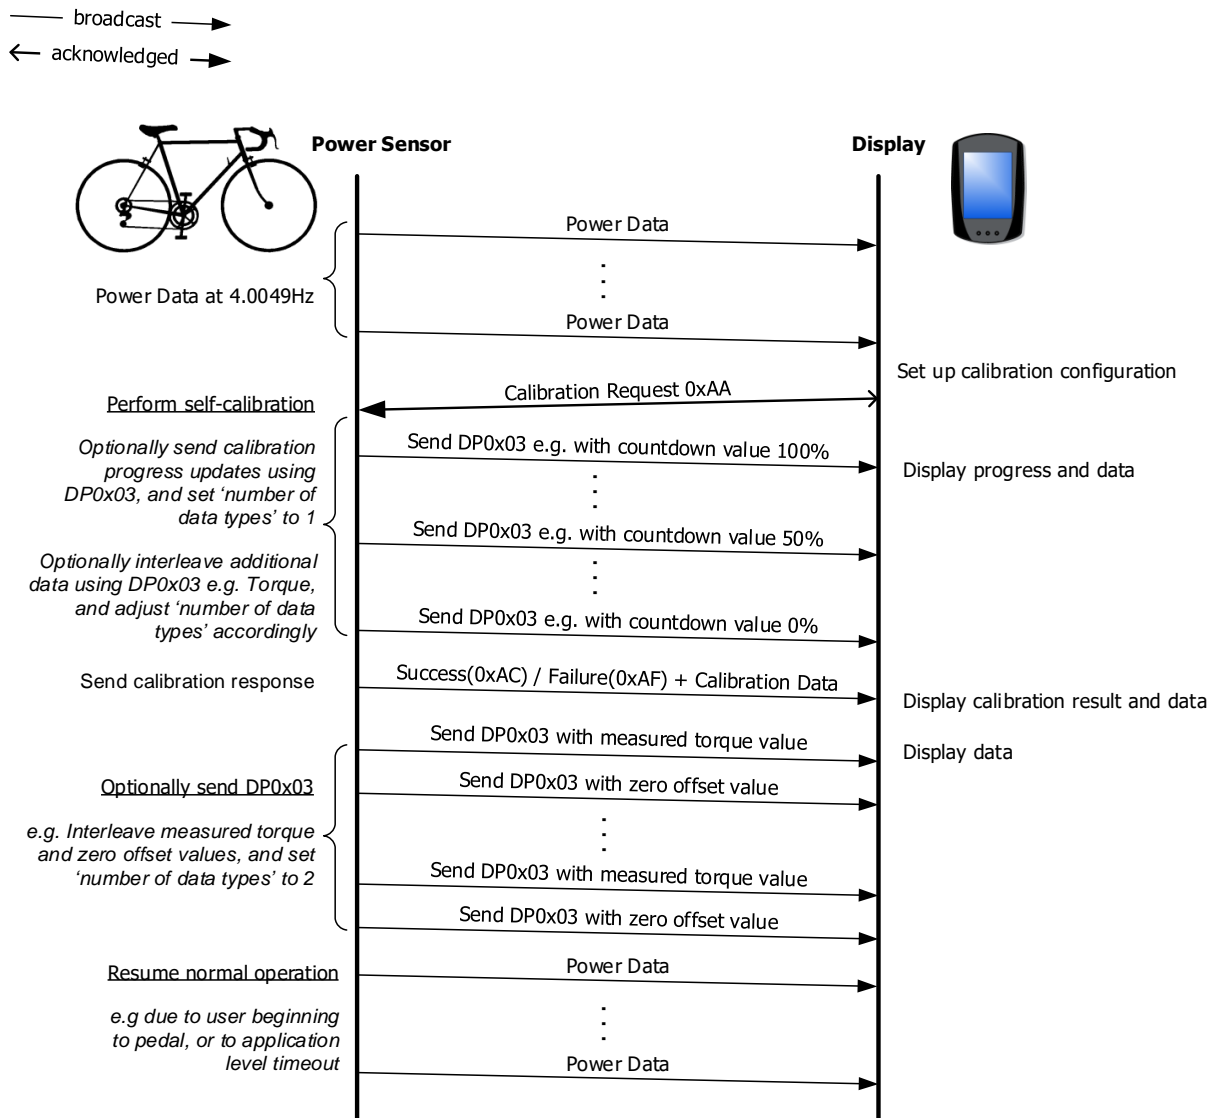 broadcast
acknowledged
Power Sensor
Display
Power Data
Power Data at 4.0049Hz
Power Data
Set up calibration configuration
Calibration Request 0xAA
Perform self-calibration
Optionally send calibration
progress updates using
DP0x03, and set ‘number of
data types’ to 1
Send DP0x03 e.g. with countdown value 100%
Display progress and data
Send DP0x03 e.g. with countdown value 50%
Optionally interleave additional
data using DP0x03 e.g. Torque,
and adjust ‘number of data
types’ accordingly
Send DP0x03 e.g. with countdown value 0%
Send calibration response
Success(0xAC) / Failure(0xAF) + Calibration Data
Display calibration result and data
Send DP0x03 with measured torque value
Display data
Optionally send DP0x03
Send DP0x03 with zero offset value
e.g. Interleave measured torque
and zero offset values, and set
‘number of data types’ to 2
Send DP0x03 with measured torque value
Send DP0x03 with zero offset value
Resume normal operation
Power Data
e.g due to user beginning
to pedal, or to application
level timeout
Power Data